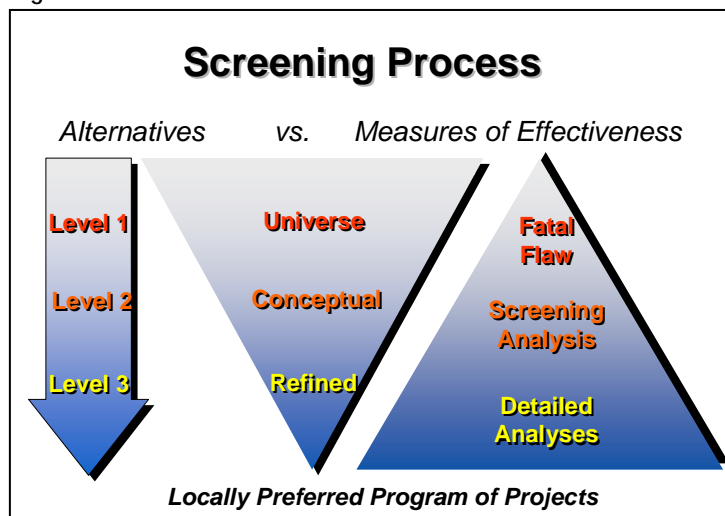 Screening Process
Alternatives vs. Measures of Effectiveness
Level 1
Universe
Fatal
Flaw
Level 2
Conceptual
Screening
Analysis
Level 3
Refined
Detailed
Analyses
Locally Preferred Program of Projects